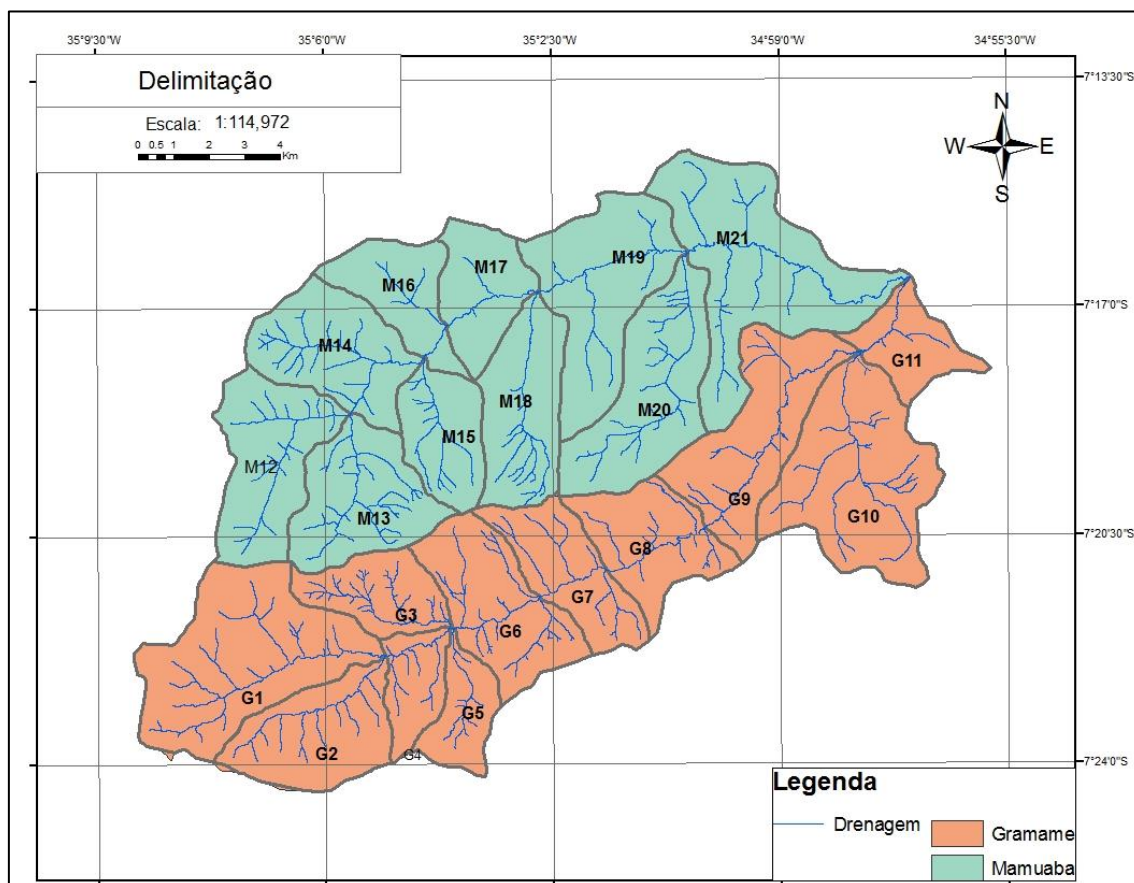 35°9'30"W 35°6'0"W 35°2'30"W 34°59'0"W 34°55'30"W
Delimitação
Escala: 1:114,972
0 0.5 1 2 3 4
Km
7°13'30"S
N
W E
S
M21
M19
M17
M16
7°17'0"S
M14
G11
M18
M20
M15
M12
G9
M13
G10
7°20'30"S
G8
G7
G3
G6
G1
G5
G2
G4
7°24'0"S
Legenda
Drenagem
Gramame
Mamuaba